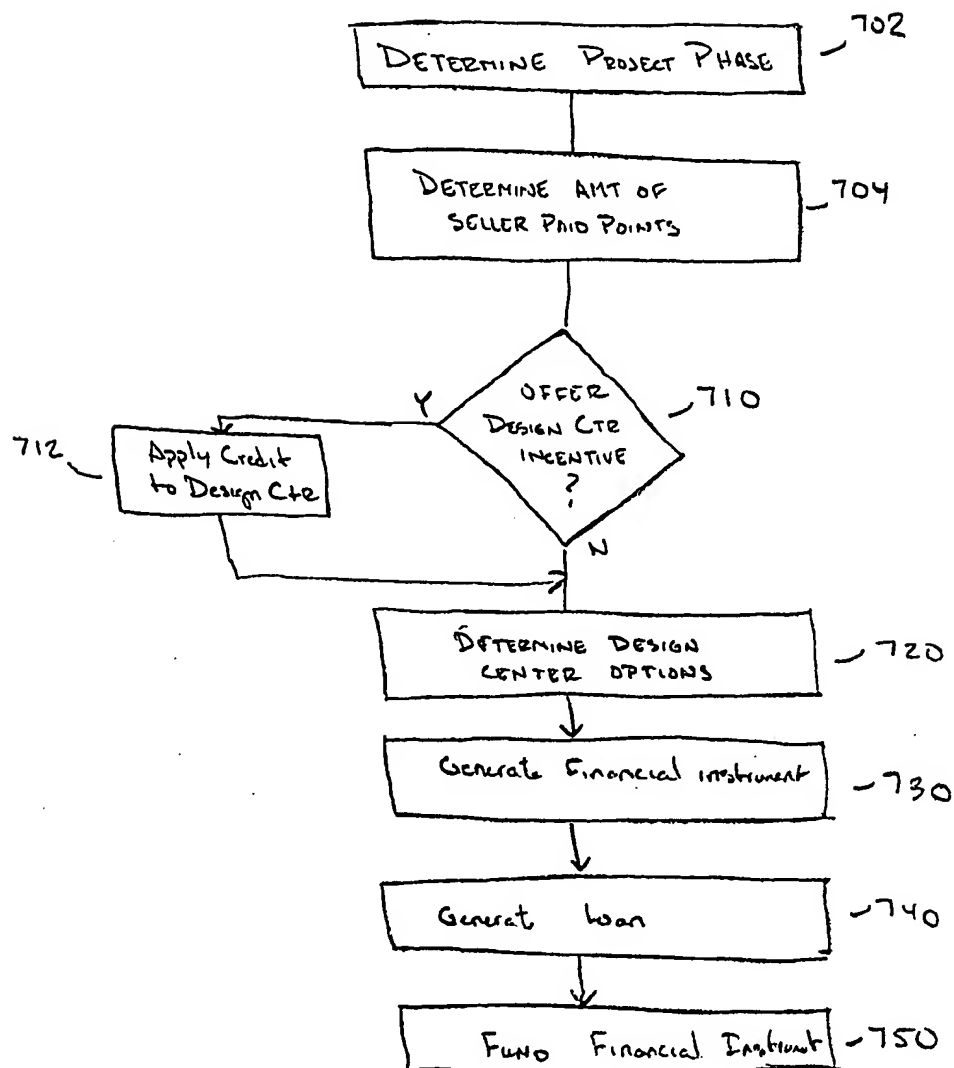 DETERMINE PROJECT PHASE
702
DETERMINE AMT OF
SELLER PAID POINTS
704
OFFER
DESIGN CTR
INCENTIVE
?
710
Y
N
712
Apply Credit
to Design CtR
DETERMINE DESIGN
CENTER OPTIONS
720
Generate Financial instrument
730
Generate Loan
740
FUND Financial Instrument
750